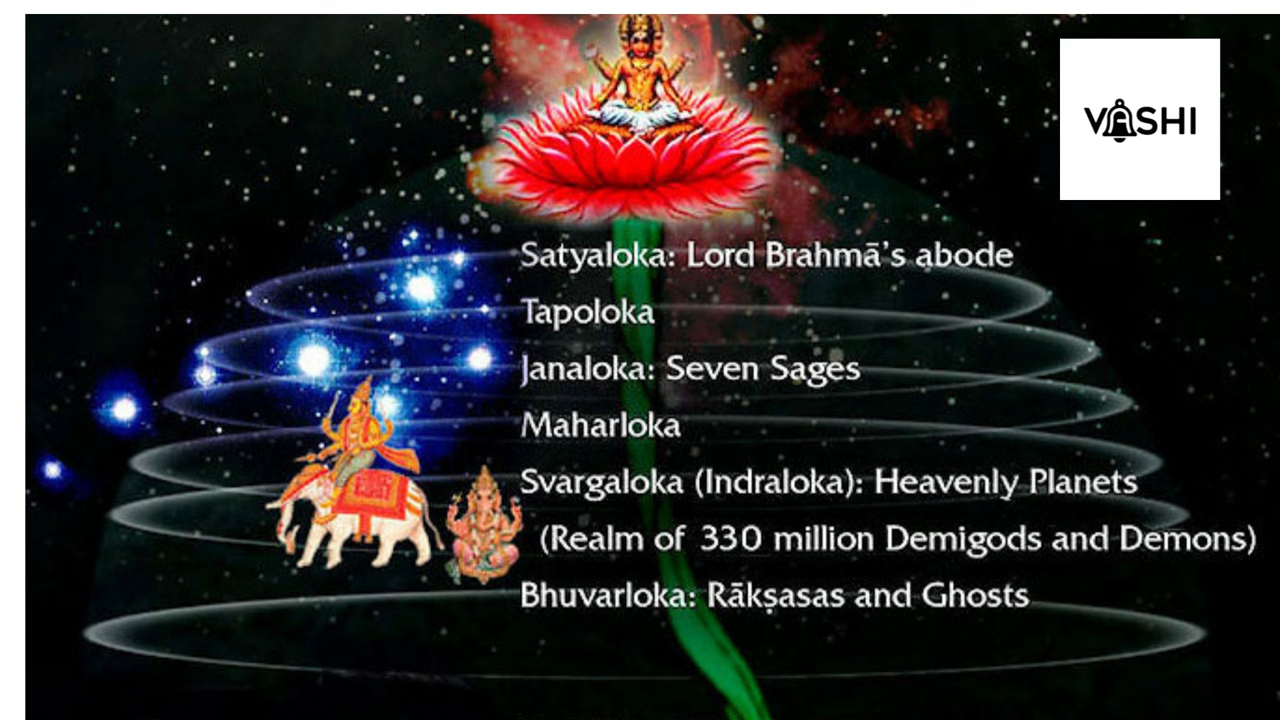 VASHI
Satyaloka: Lord Brahmā's abode
Tapoloka
Janaloka: Seven Sages
Maharloka
Svargaloka (Indraloka): Heavenly Planets
(Realm of 330 million Demigods and Demons)
Bhuvarloka: Rākṣasas and Ghosts